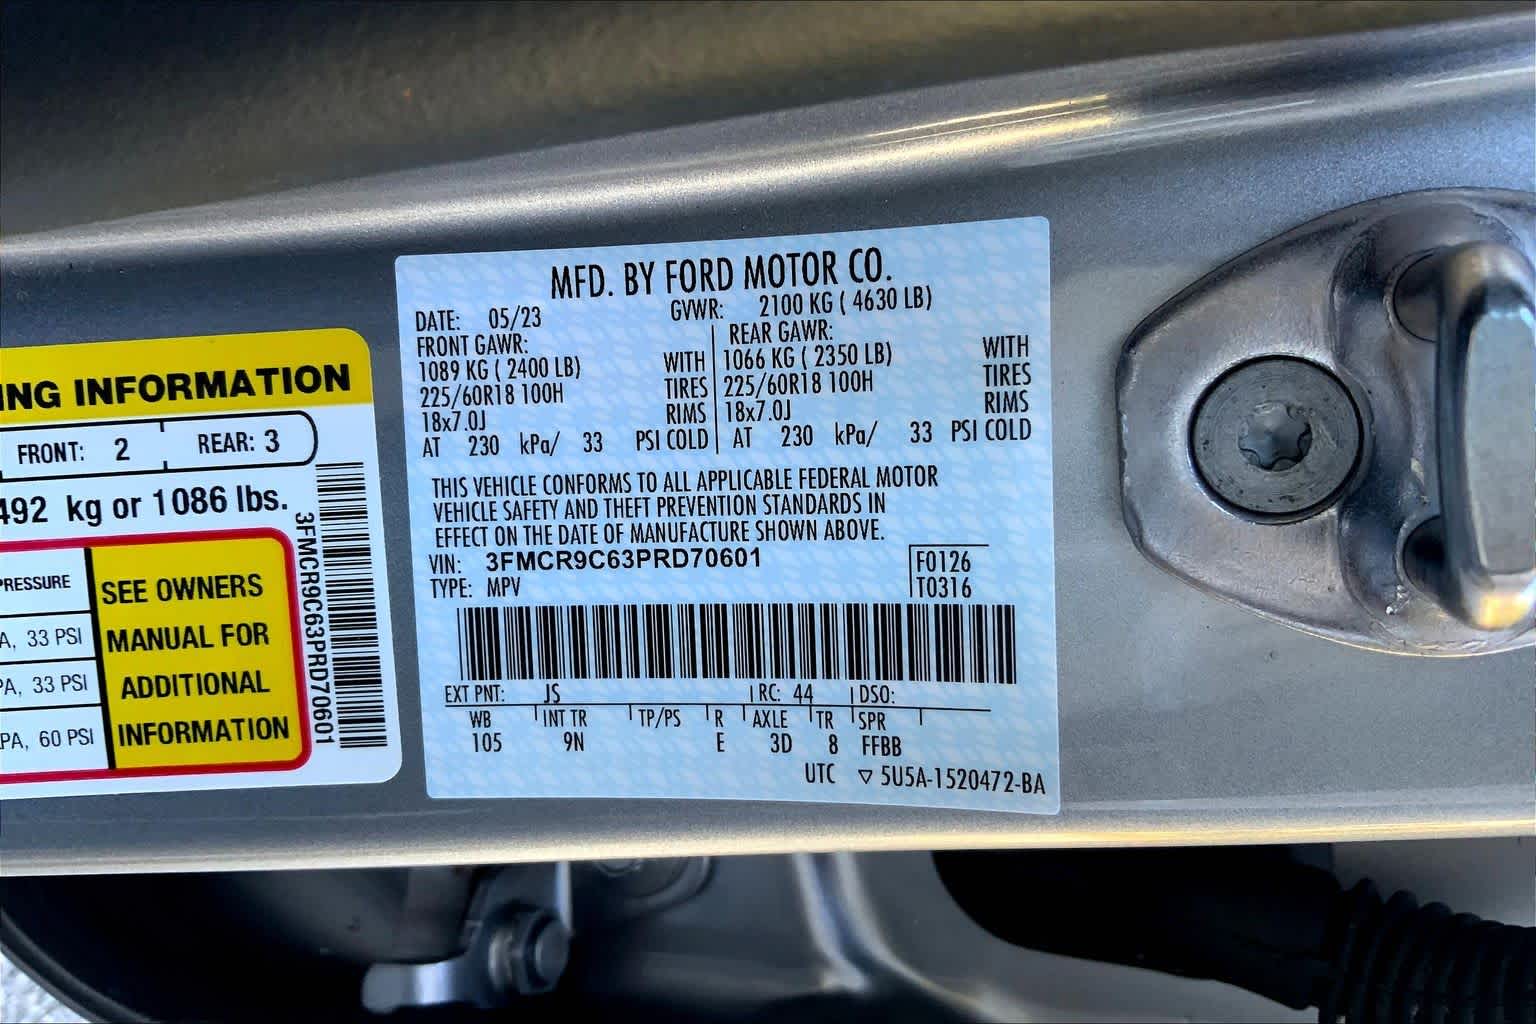 NG INFORMATION
FRONT: 2 REAR: 3
492 kg or 1086 lbs.
PRESSURE
A, 33 PSI
PA, 33 PSI
PA, 60 PSI
SEE OWNERS
MANUAL FOR
ADDITIONAL
INFORMATION
3FMCR9C63PRD70601
MFD. BY FORD MOTOR CO.
DATE: 05/23 GVWR: 2100 KG ( 4630 LB)
FRONT GAWR: REAR GAWR:
1089 KG ( 2400 LB) WITH 1066 KG ( 2350 LB) WITH
225/60R18 100H TIRES 225/60R18 100H TIRES
18x7.0J RIMS 18x7.0J RIMS
AT 230 kPa/ 33 PSI COLD AT 230 kPa/ 33 PSI COLD
THIS VEHICLE CONFORMS TO ALL APPLICABLE FEDERAL MOTOR
VEHICLE SAFETY AND THEFT PREVENTION STANDARDS IN
EFFECT ON THE DATE OF MANUFACTURE SHOWN ABOVE.
VIN: 3FMCR9C63PRD70601 F0126
TYPE: MPV T0316
EXT PNT: JS RC: 44 DSO:
WB INT TR TP/PS R AXLE TR SPR
105 9N E 3D 8 FFBB
UTC ▽ 5U5A-1520472-BA